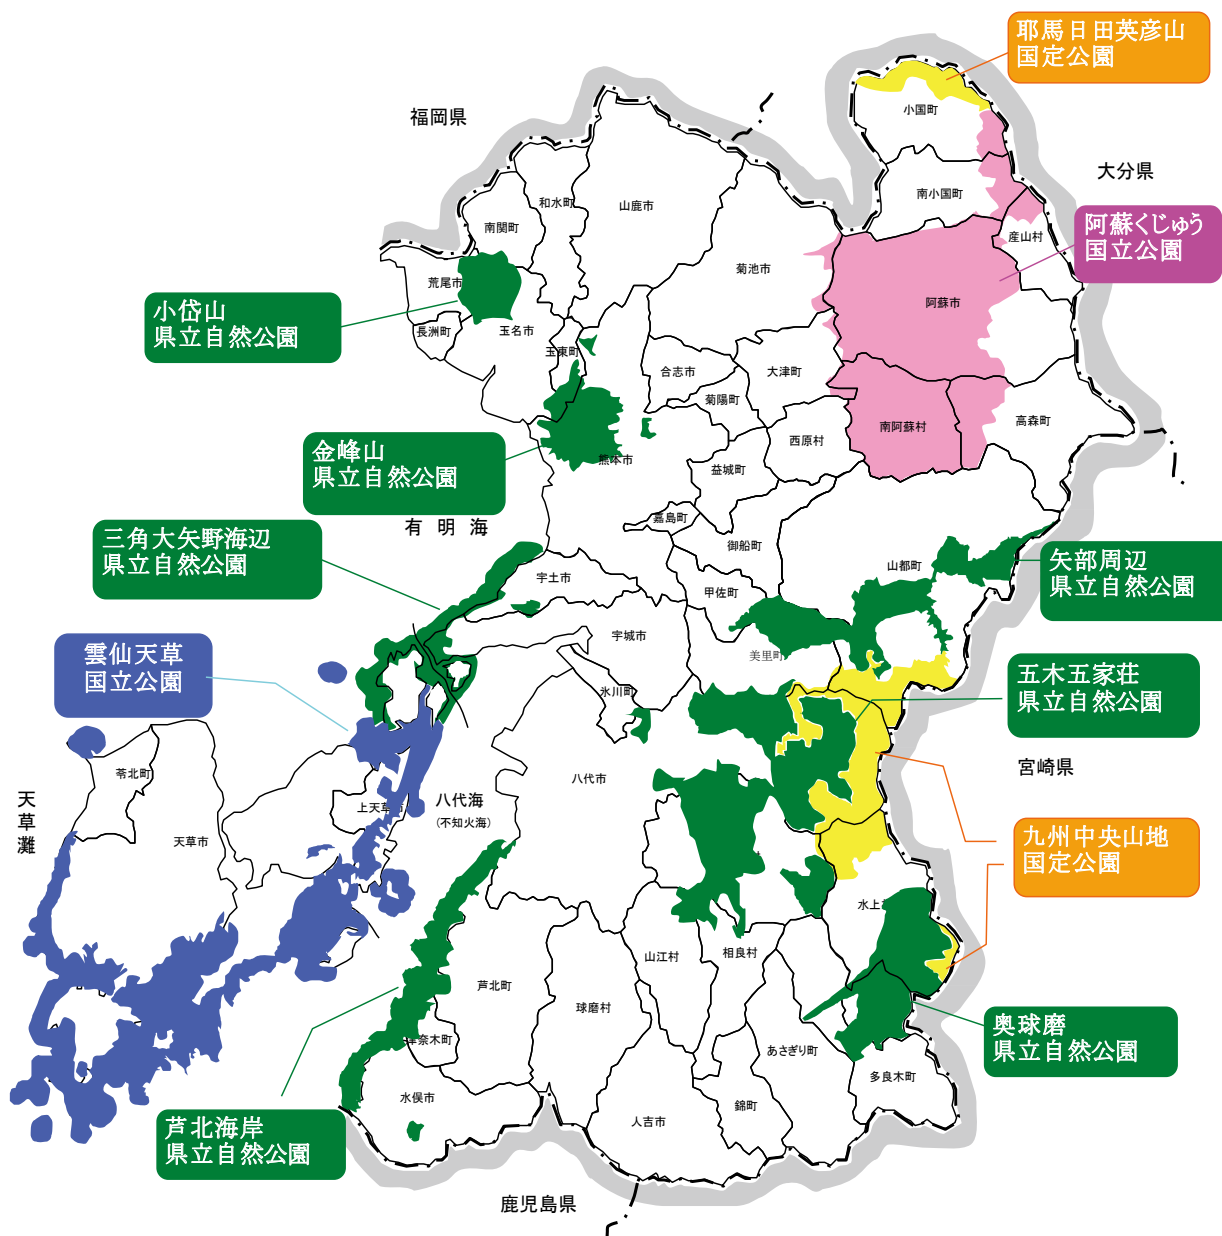 耶馬日田英彦山
国定公園
福岡県
小国町
大分県
南小国町
和水町
山鹿市
阿蘇くじゅう
国立公園
南関町
産山村
菊池市
荒尾市
阿蘇市
小岱山
県立自然公園
長洲町
玉名市
玉東町
合志市
大津町
菊陽町
南阿蘇村
高森町
金峰山
県立自然公園
西原村
熊本市
益城町
有明海
嘉島町
三角大矢野海辺
県立自然公園
御船町
山都町
矢部周辺
県立自然公園
宇土市
甲佐町
宇城市
雲仙天草
国立公園
美里町
五木五家荘
県立自然公園
氷川町
宮崎県
苓北町
八代市
天草灘
上天草市
八代海
(不知火海)
天草市
九州中央山地
国定公園
水上
山江村
相良村
芦北町
球磨村
奥球磨
県立自然公園
津奈木町
あさぎり町
多良木町
水俣市
錦町
人吉市
芦北海岸
県立自然公園
鹿児島県